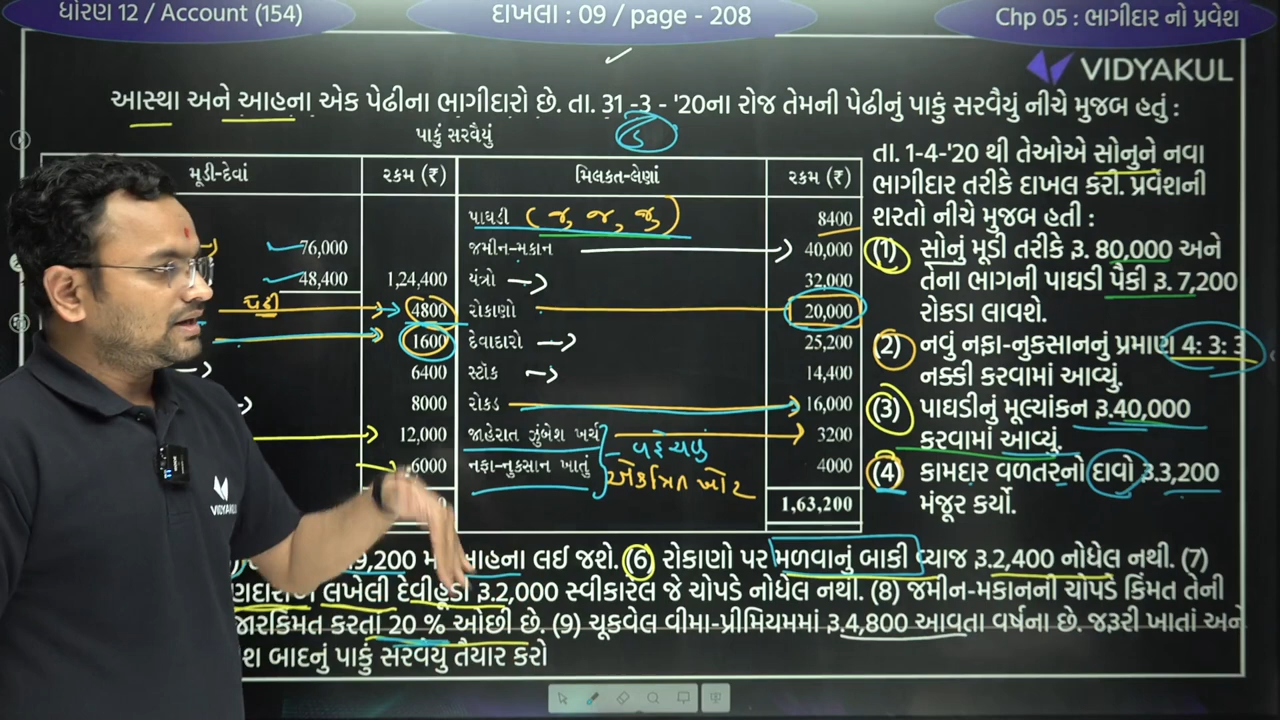 ધોરણ 12 / Account (154)
દાખલા : 09 / page - 208
Chp 05 : ભાગીદાર નો પ્રવેશ
VIDYAKUL
આસ્થા અને આહના એક પેઢીના ભાગીદારો છે. તા. 31 -3 - '20ના રોજ તેમની પેઢીનું પાકું સરવૈયું નીચે મુજબ હતું :
પાકું સરવૈયું
મૂડી-દેવાં રકમ (₹) મિલકત-લેણાં રકમ (₹)
પાઘડી (જૂ, જૂ, જૂ) 8400
76,000 જમીન-મકાન 40,000
48,400 1,24,400 યંત્રો 32,000
4800 રોકાણો 20,000
1600 દેવાદારો 25,200
6400 સ્ટૉક 14,400
8000 રોકડ 16,000
12,000 જાહેરાત ઝુંબેશ ખર્ચ 3200
6000 નફા-નુકસાન ખાતું 4000
1,63,200
તા. 1-4-'20 થી તેઓએ સોનુને નવા
ભાગીદાર તરીકે દાખલ કરી. પ્રવેશની
શરતો નીચે મુજબ હતી :
(1) સોનું મૂડી તરીકે રૂ. 80,000 અને
તેના ભાગની પાઘડી પૈકી રૂ. 7,200
રોકડા લાવશે.
(2) નવું નફા-નુકસાનનું પ્રમાણ 4: 3: 3
નક્કી કરવામાં આવ્યું.
(3) પાઘડીનું મૂલ્યાંકન રૂ.40,000
કરવામાં આવ્યું.
(4) કામદાર વળતરનો દાવો રૂ.3,200
મંજૂર કર્યો.
9,200 આહના લઈ જશે. (6) રોકાણો પર મળવાનું બાકી વ્યાજ રૂ.2,400 નોધેલ નથી. (7)
લખેલી દેવીહૂંડી રૂ.2,000 સ્વીકારેલ જે ચોપડે નોધેલ નથી. (8) જમીન-મકાનની ચોપડે કિંમત તેની
કરતા 20 % ઓછી છે. (9) ચૂકવેલ વીમા-પ્રીમિયમમાં રૂ.4,800 આવતા વર્ષના છે. જરૂરી ખાતાં અને
બાદનું પાકું સરવૈયું તૈયાર કરો
VIDYAKUL